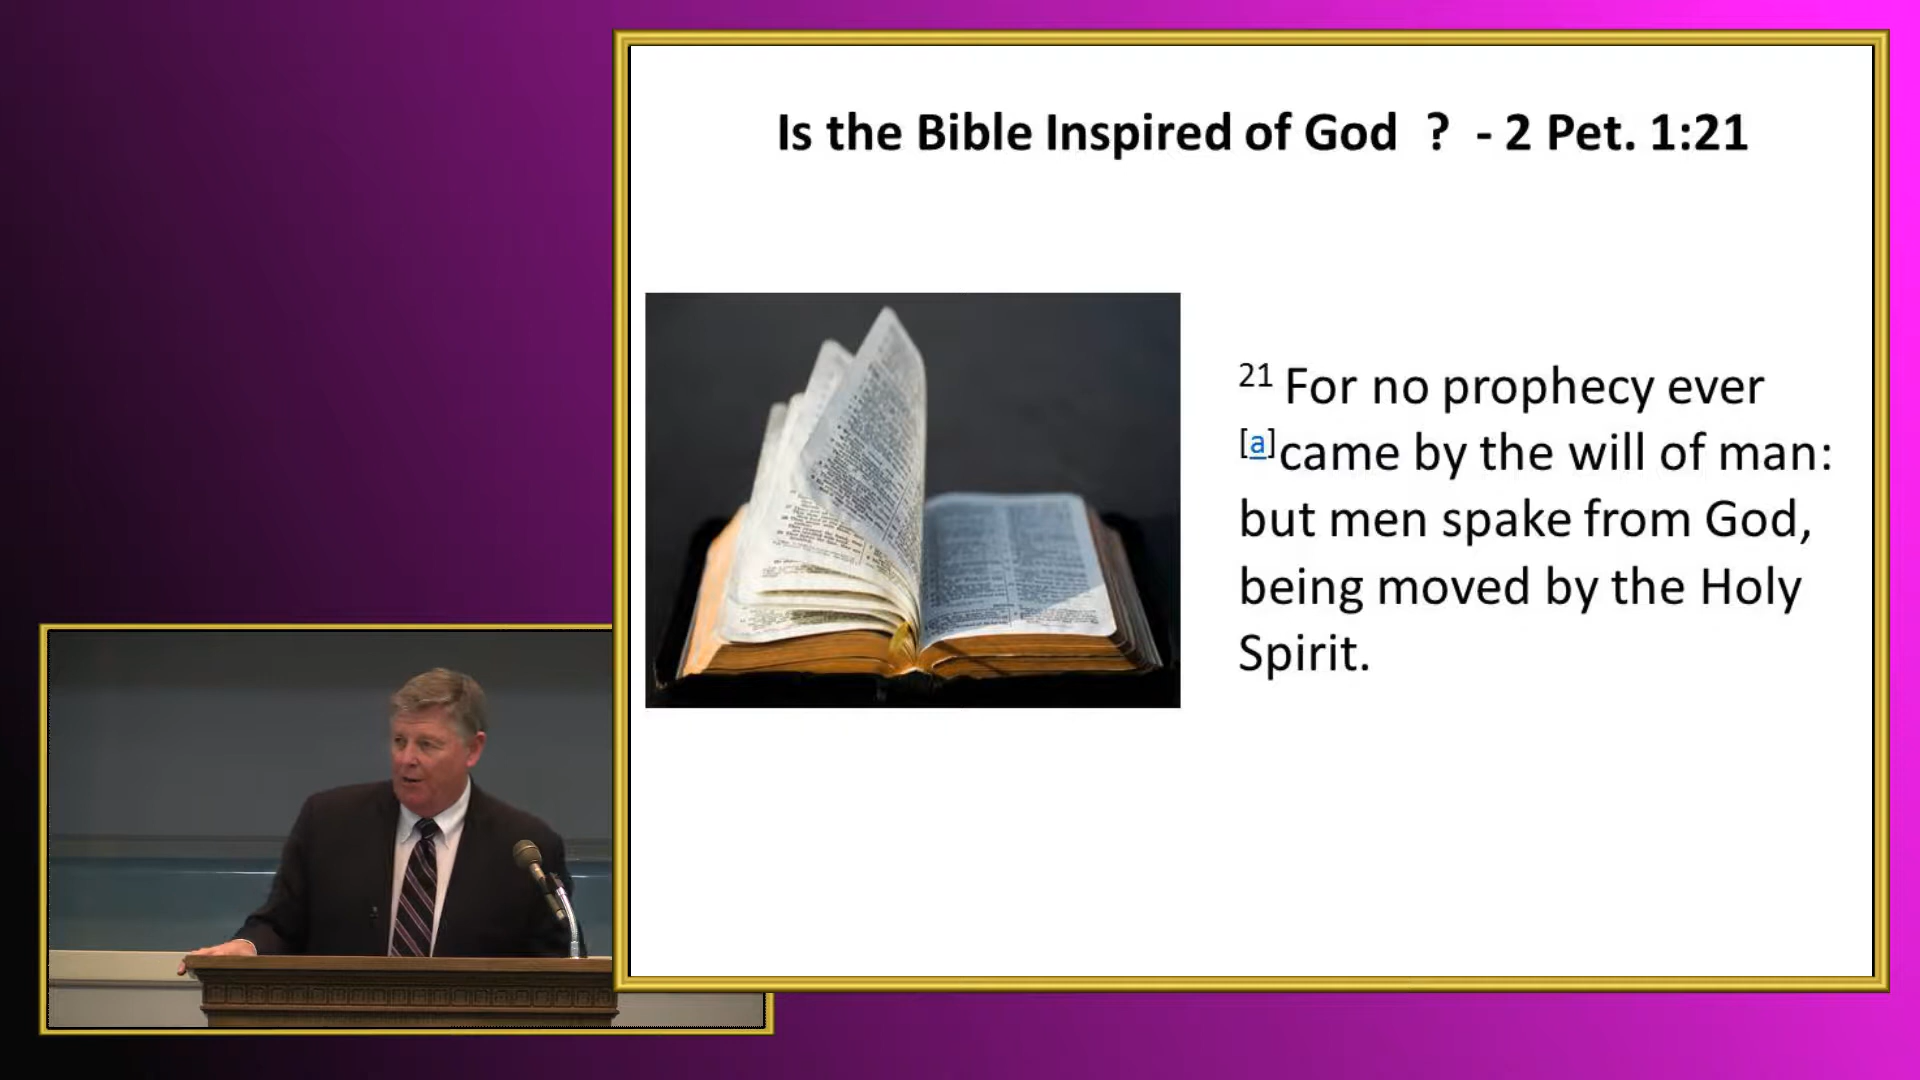 Is the Bible Inspired of God ? - 2 Pet. 1:21
21 For no prophecy ever
[a]came by the will of man:
but men spake from God,
being moved by the Holy
Spirit.